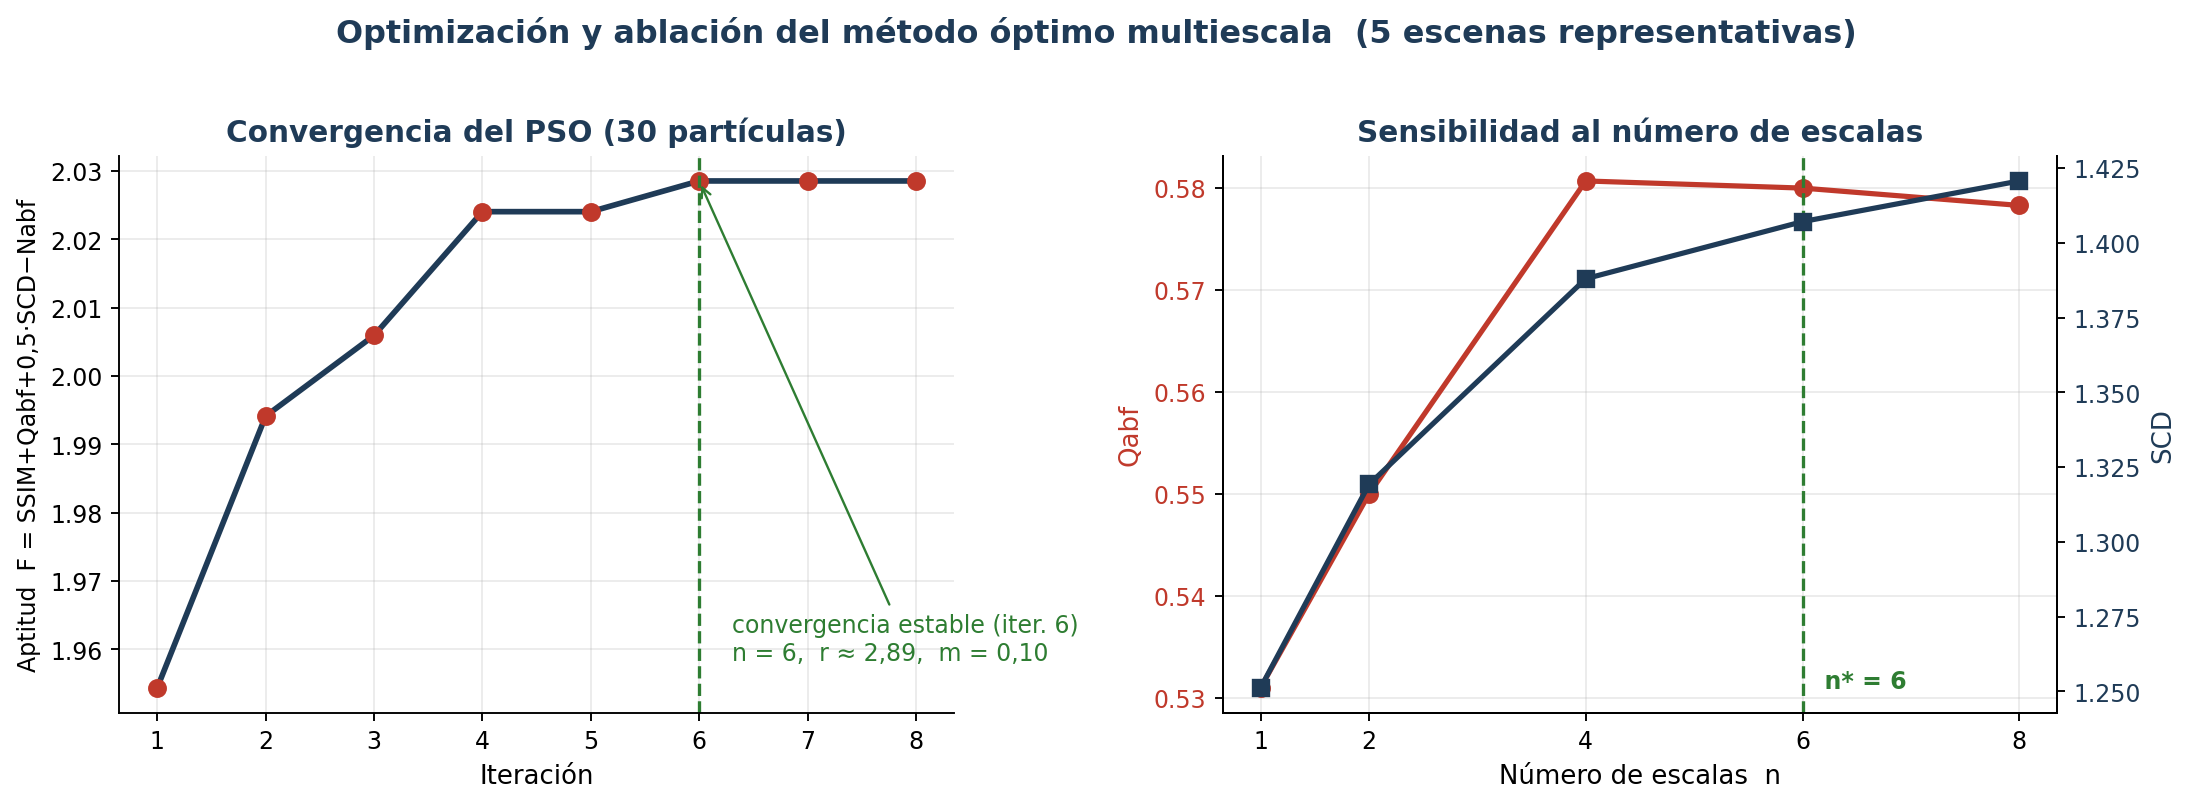 Optimización y ablación del método óptimo multiescala (5 escenas representativas)
Convergencia del PSO (30 partículas)
Aptitud F = SSIM+Qabf+0,5·SCD−Nabf
2.03
2.02
2.01
2.00
1.99
1.98
1.97
1.96
convergencia estable (iter. 6)
n = 6, r ≈ 2,89, m = 0,10
1 2 3 4 5 6 7 8
Iteración
Sensibilidad al número de escalas
Qabf
0.58
0.57
0.56
0.55
0.54
0.53
n* = 6
1.425
1.400
1.375
1.350
1.325
1.300
1.275
1.250
SCD
1 2 4 6 8
Número de escalas n